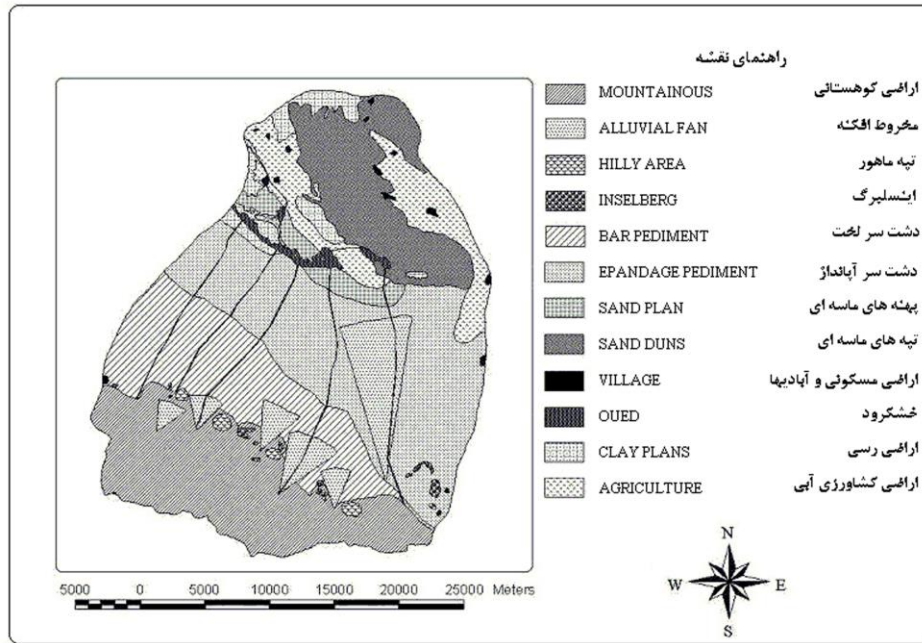 راهنمای نقشه
MOUNTAINOUS اراضی کوهستانی
ALLUVIAL FAN مخروط افکنه
HILLY AREA تپه ماهور
INSELBERG اینسلبرگ
BAR PEDIMENT دشت سر لخت
EPANDAGE PEDIMENT دشت سر آپانداژ
SAND PLAN پهنه های ماسه ای
SAND DUNS تپه های ماسه ای
VILLAGE اراضی مسکونی و آبادیها
OUED خشکرود
CLAY PLANS اراضی رسی
AGRICULTURE اراضی کشاورزی آبی
5000 0 5000 10000 15000 20000 25000 Meters
N
W E
S